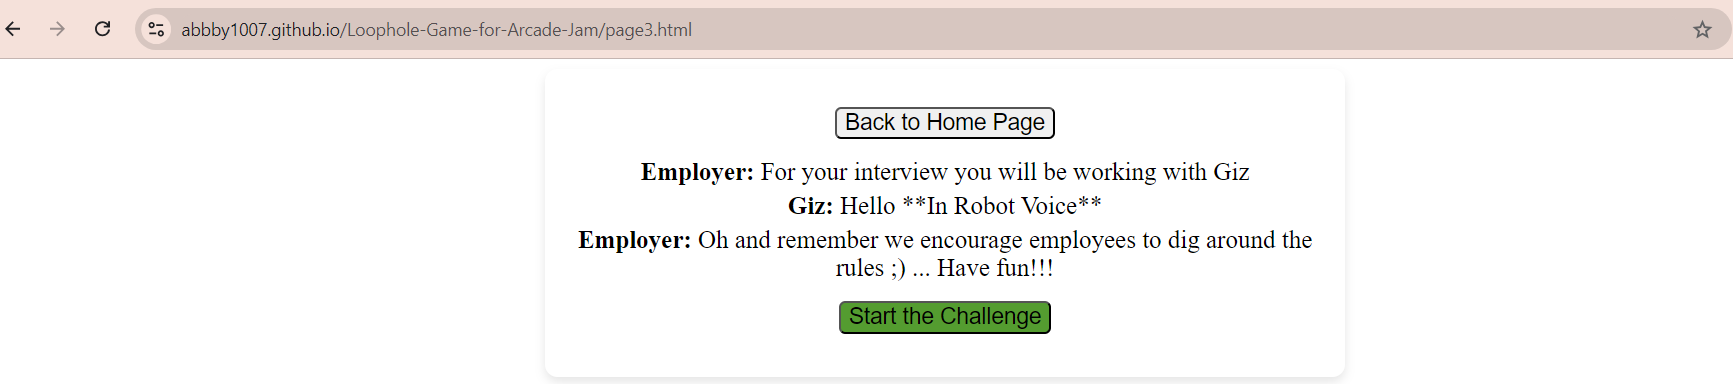 abbby1007.github.io/Loophole-Game-for-Arcade-Jam/page3.html
Back to Home Page
Employer: For your interview you will be working with Giz
Giz: Hello **In Robot Voice**
Employer: Oh and remember we encourage employees to dig around the
rules ;) ... Have fun!!!
Start the Challenge